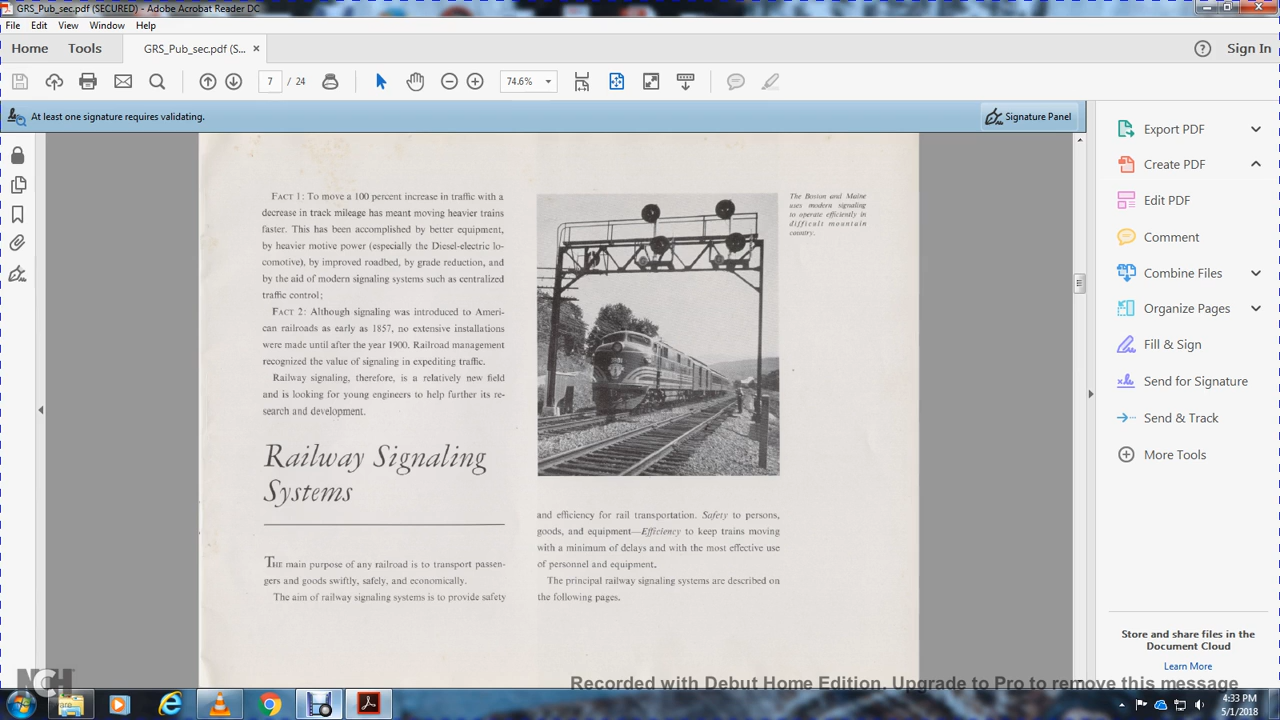 GRS_Pub_sec.pdf (SECURED) - Adobe Acrobat Reader DC
File Edit View Window Help
Home Tools GRS_Pub_sec.pdf (S... × Sign In
7 / 24 74.6%
At least one signature requires validating. Signature Panel
FACT 1: To move a 100 percent increase in traffic with a
decrease in track mileage has meant moving heavier trains
faster. This has been accomplished by better equipment,
by heavier motive power (especially the Diesel-electric lo-
comotive), by improved roadbed, by grade reduction, and
by the aid of modern signaling systems such as centralized
traffic control;
FACT 2: Although signaling was introduced to Ameri-
can railroads as early as 1857, no extensive installations
were made until after the year 1900. Railroad management
recognized the value of signaling in expediting traffic.
Railway signaling, therefore, is a relatively new field
and is looking for young engineers to help further its re-
search and development.
Railway Signaling
Systems
THE main purpose of any railroad is to transport passen-
gers and goods swiftly, safely, and economically.
The aim of railway signaling systems is to provide safety
The Boston and Maine
uses modern signaling
to operate efficiently in
difficult mountain
country.
and efficiency for rail transportation. Safety to persons,
goods, and equipment—Efficiency to keep trains moving
with a minimum of delays and with the most effective use
of personnel and equipment.
The principal railway signaling systems are described on
the following pages.
Export PDF
Create PDF
Edit PDF
Comment
Combine Files
Organize Pages
Fill & Sign
Send for Signature
Send & Track
More Tools
Store and share files in the
Document Cloud
Learn More
NCH
Recorded with Debut Home Edition. Upgrade to Pro to remove this message
4:33 PM
5/1/2018